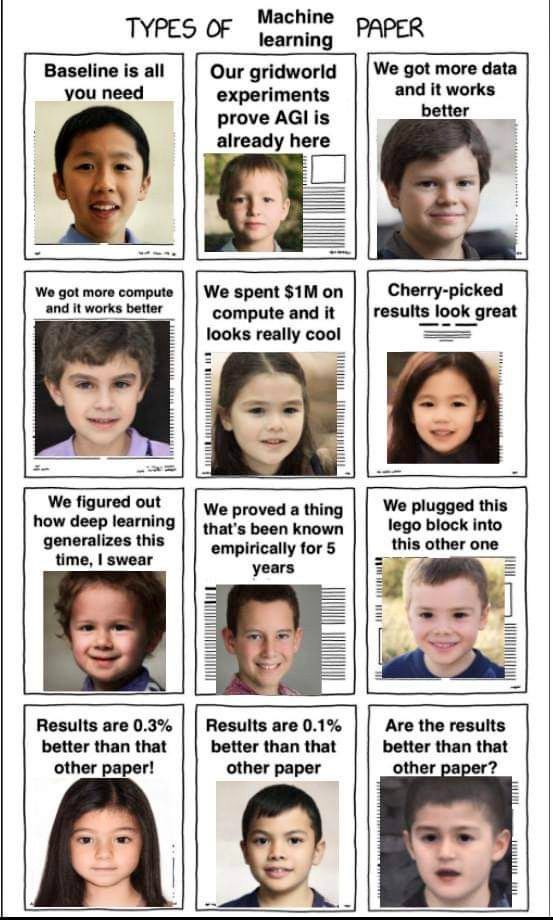 TYPES OF Machine learning PAPER
Baseline is all
you need
Our gridworld
experiments
prove AGI is
already here
We got more data
and it works
better
We got more compute
and it works better
We spent $1M on
compute and it
looks really cool
Cherry-picked
results look great
We figured out
how deep learning
generalizes this
time, I swear
We proved a thing
that's been known
empirically for 5
years
We plugged this
lego block into
this other one
Results are 0.3%
better than that
other paper!
Results are 0.1%
better than that
other paper
Are the results
better than that
other paper?